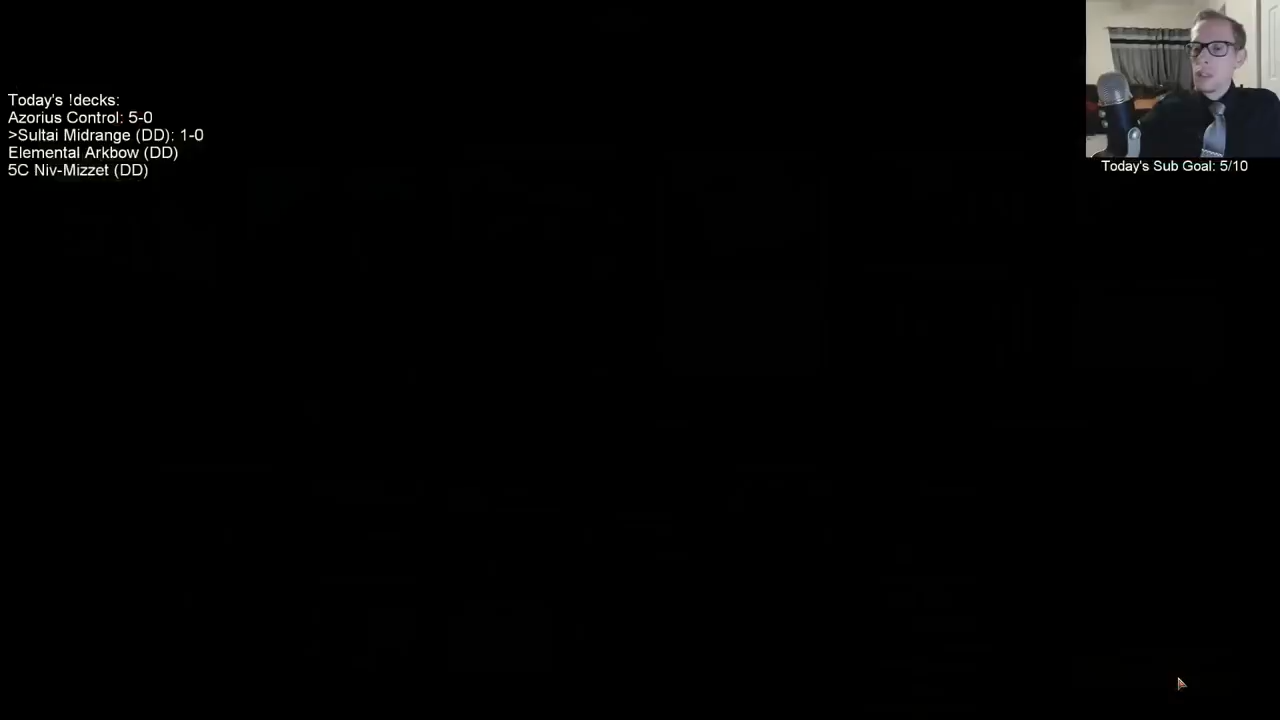 Today's !decks:
Azorius Control: 5-0
>Sultai Midrange (DD): 1-0
Elemental Arkbow (DD)
5C Niv-Mizzet (DD)
Today's Sub Goal: 5/10